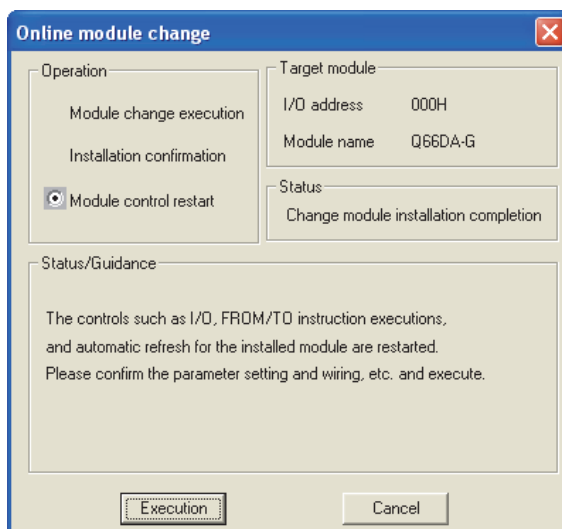 Online module change
Operation
Module change execution
Installation confirmation
Module control restart
Target module
I/O address 000H
Module name Q66DA-G
Status
Change module installation completion
Status/Guidance
The controls such as I/O, FROM/TO instruction executions,
and automatic refresh for the installed module are restarted.
Please confirm the parameter setting and wiring, etc. and execute.
Execution Cancel